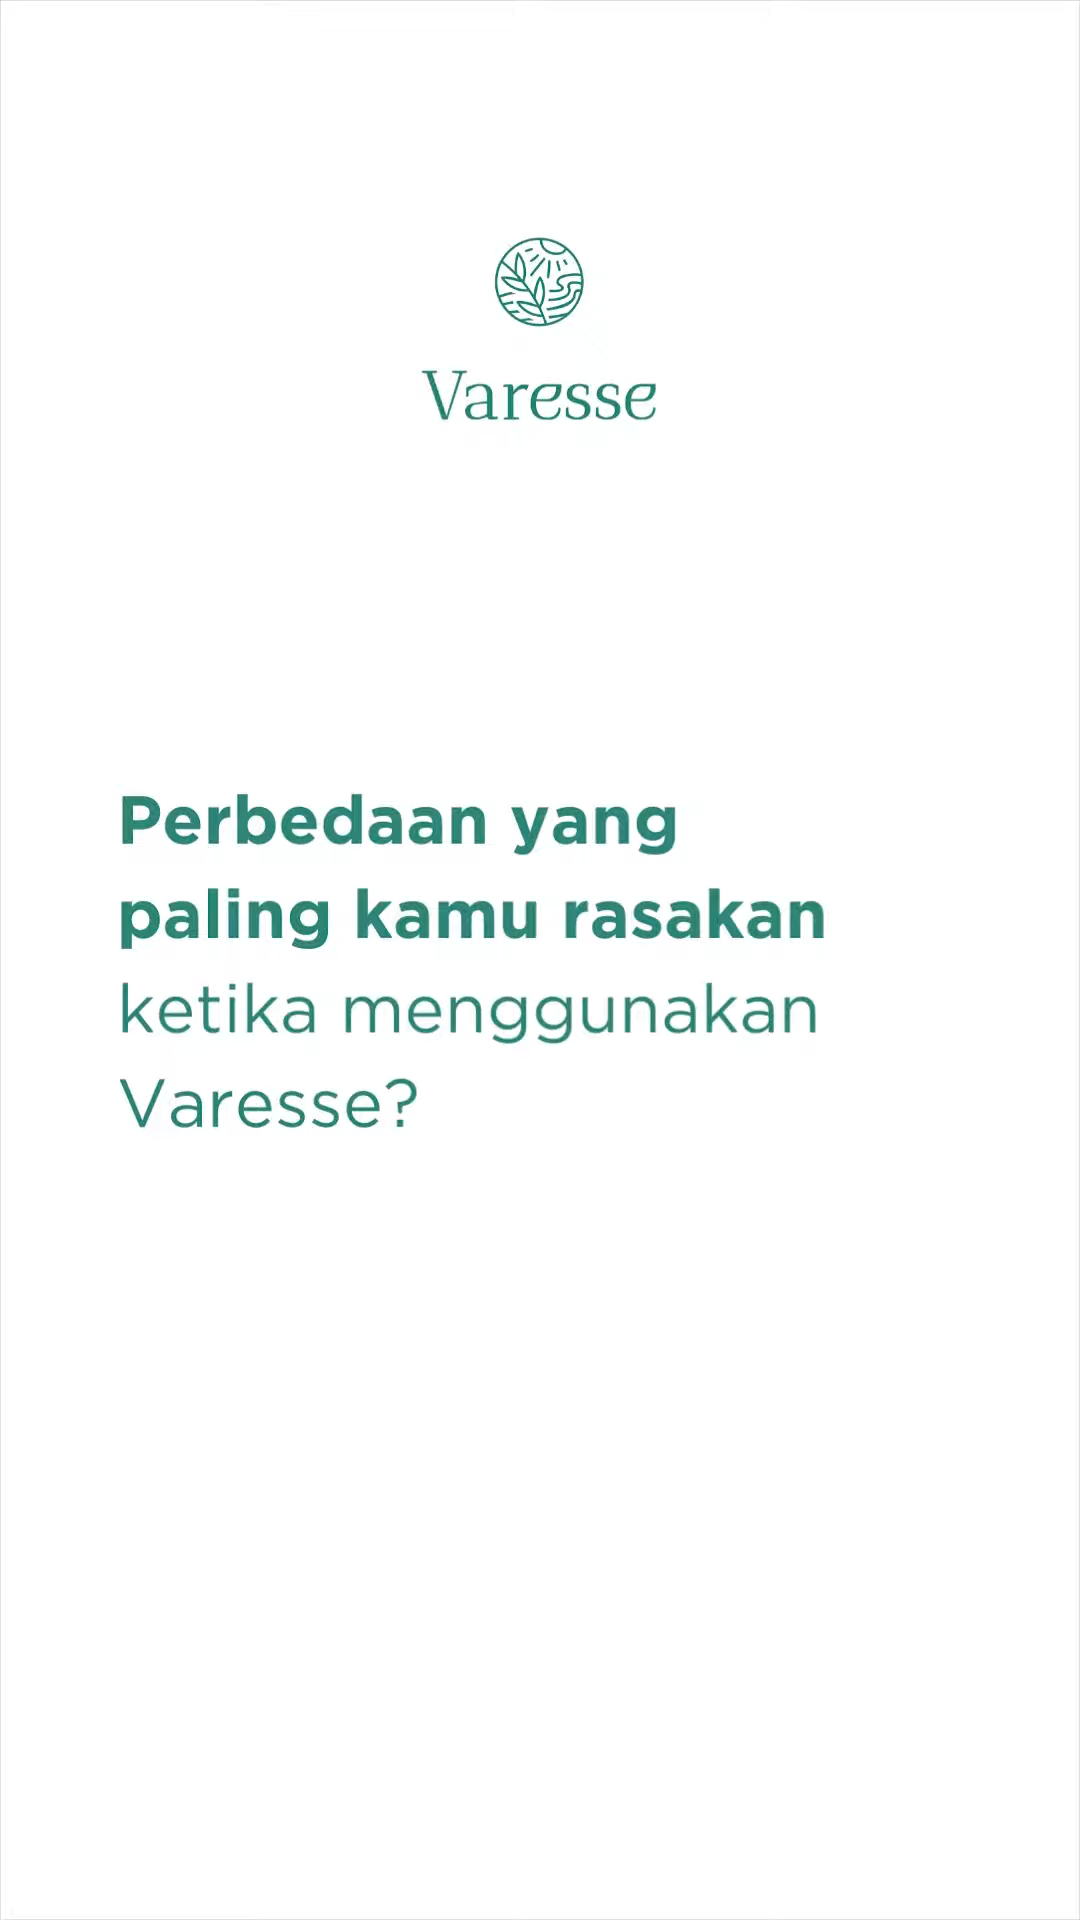 Varesse
Perbedaan yang
paling kamu rasakan
ketika menggunakan
Varesse?